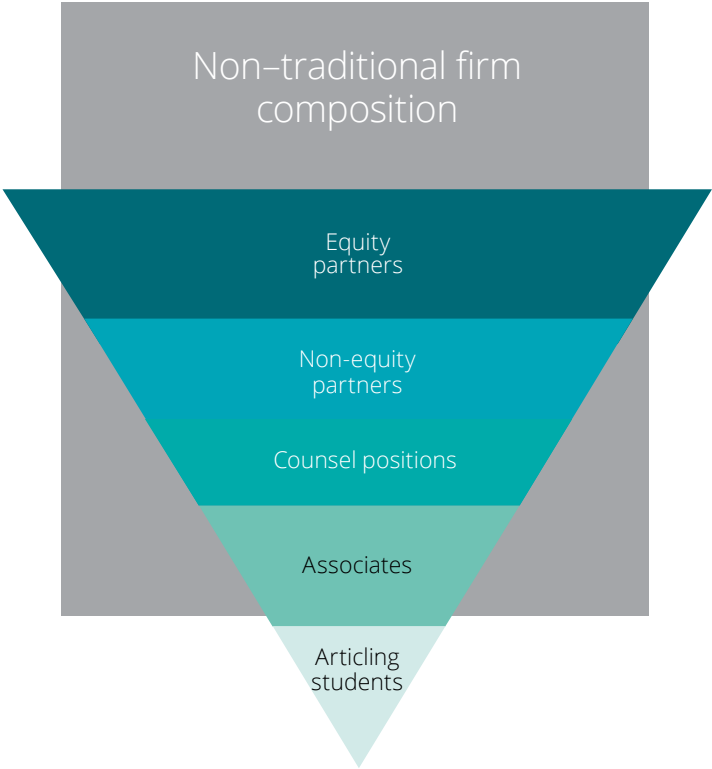 Non–traditional firm
composition
Equity
partners
Non-equity
partners
Counsel positions
Associates
Articling
students